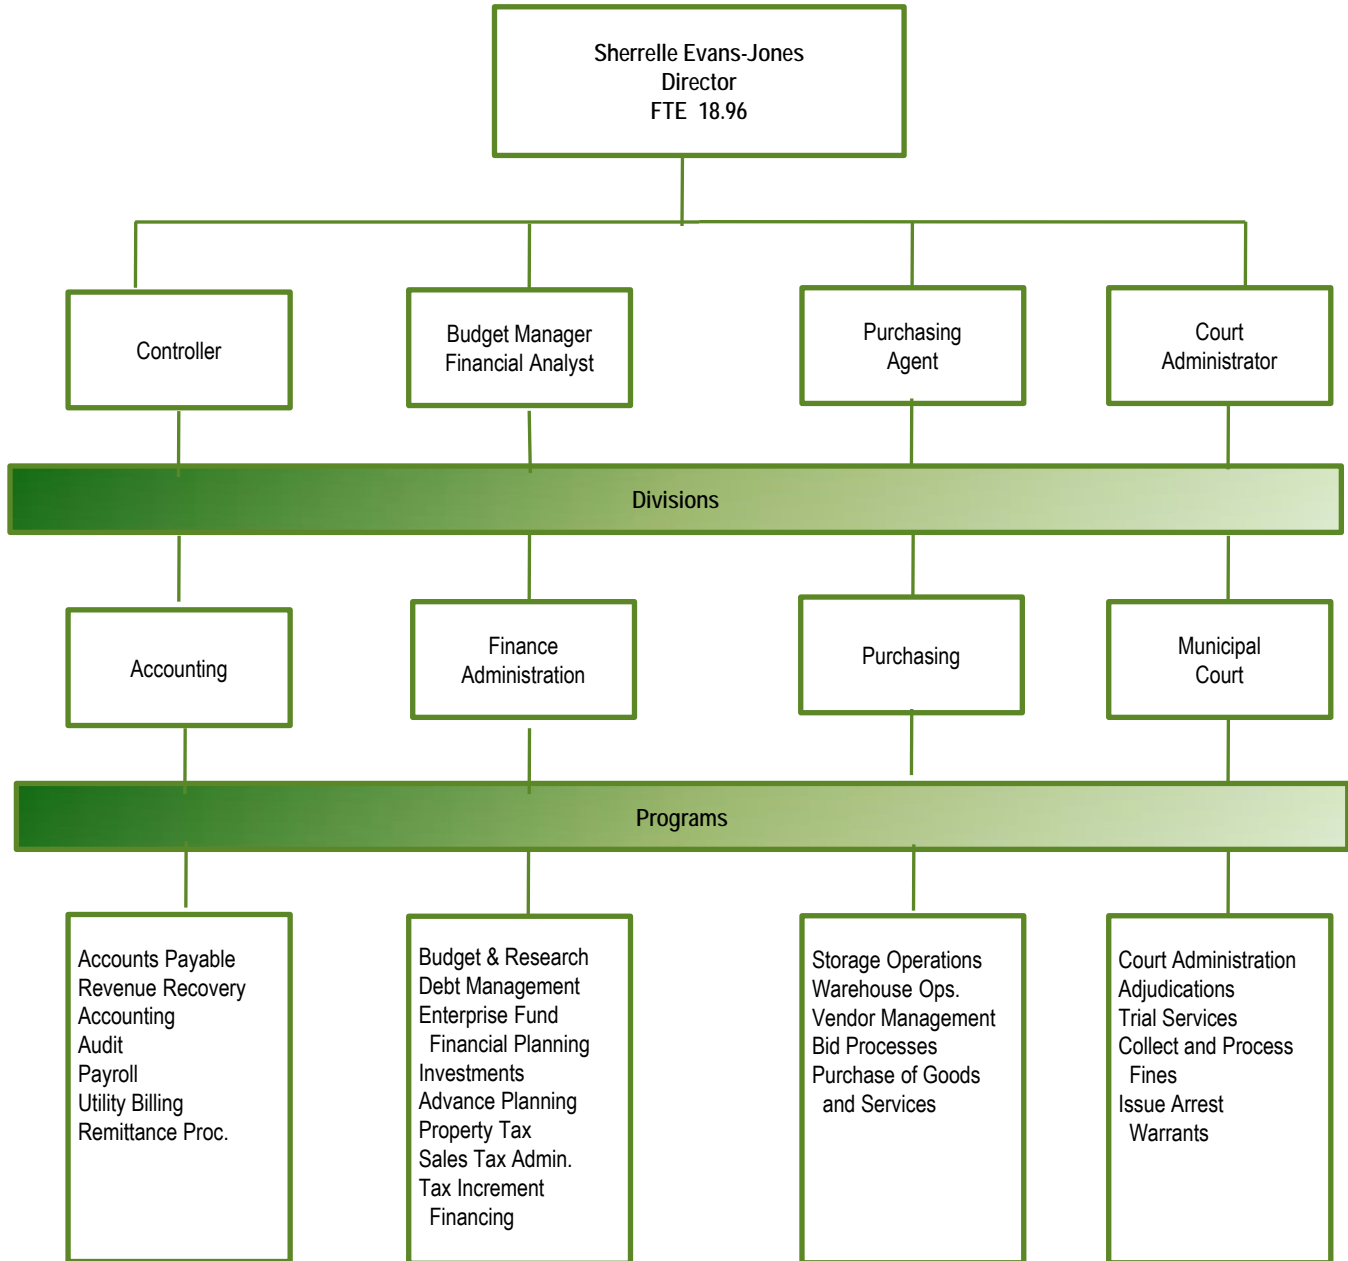 Sherrelle Evans-Jones
Director
FTE 18.96
Controller
Budget Manager
Financial Analyst
Purchasing
Agent
Court
Administrator
Divisions
Accounting
Finance
Administration
Purchasing
Municipal
Court
Programs
Accounts Payable
Revenue Recovery
Accounting
Audit
Payroll
Utility Billing
Remittance Proc.
Budget & Research
Debt Management
Enterprise Fund
Financial Planning
Investments
Advance Planning
Property Tax
Sales Tax Admin.
Tax Increment
Financing
Storage Operations
Warehouse Ops.
Vendor Management
Bid Processes
Purchase of Goods
and Services
Court Administration
Adjudications
Trial Services
Collect and Process
Fines
Issue Arrest
Warrants